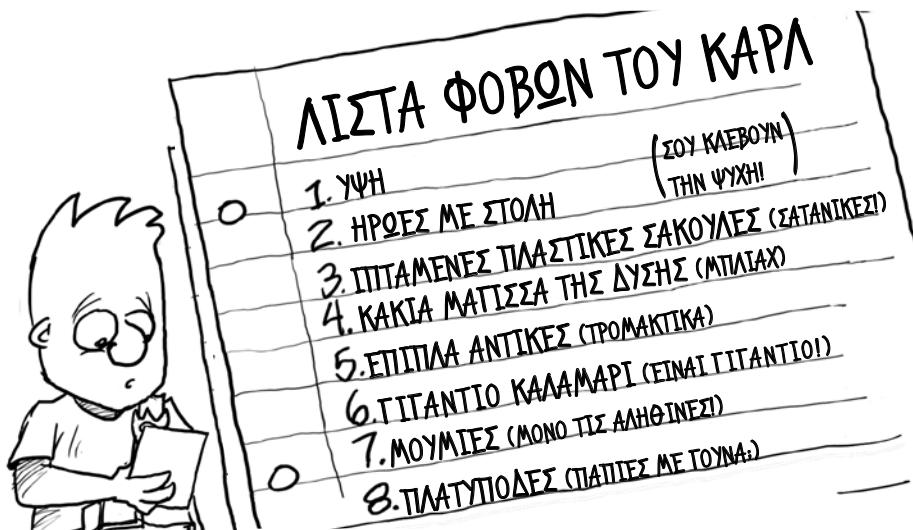 ΛΙΣΤΑ ΦΟΒΩΝ ΤΟΥ ΚΑΡΛ
1. ΥΨΗ
2. ΗΡΩΕΣ ΜΕ ΣΤΟΛΗ (ΣΟΥ ΚΛΕΒΟΥΝ
ΤΗΝ ΨΥΧΗ!)
3. ΙΠΤΑΜΕΝΕΣ ΠΛΑΣΤΙΚΕΣ ΣΑΚΟΥΛΕΣ (ΣΑΤΑΝΙΚΕΣ!)
4. ΚΑΚΙΑ ΜΑΓΙΣΣΑ ΤΗΣ ΔΥΣΗΣ (ΜΠΛΙΑΧ)
5. ΕΠΙΠΛΑ ΑΝΤΙΚΕΣ (ΤΡΟΜΑΚΤΙΚΑ)
6. ΓΙΓΑΝΤΙΟ ΚΑΛΑΜΑΡΙ (ΕΙΝΑΙ ΓΙΓΑΝΤΙΟ!)
7. ΜΟΥΜΙΕΣ (ΜΟΝΟ ΤΙΣ ΑΛΗΘΙΝΕΣ!)
8. ΠΛΑΤΥΠΟΔΕΣ (ΠΑΠΙΕΣ ΜΕ ΓΟΥΝΑ;)